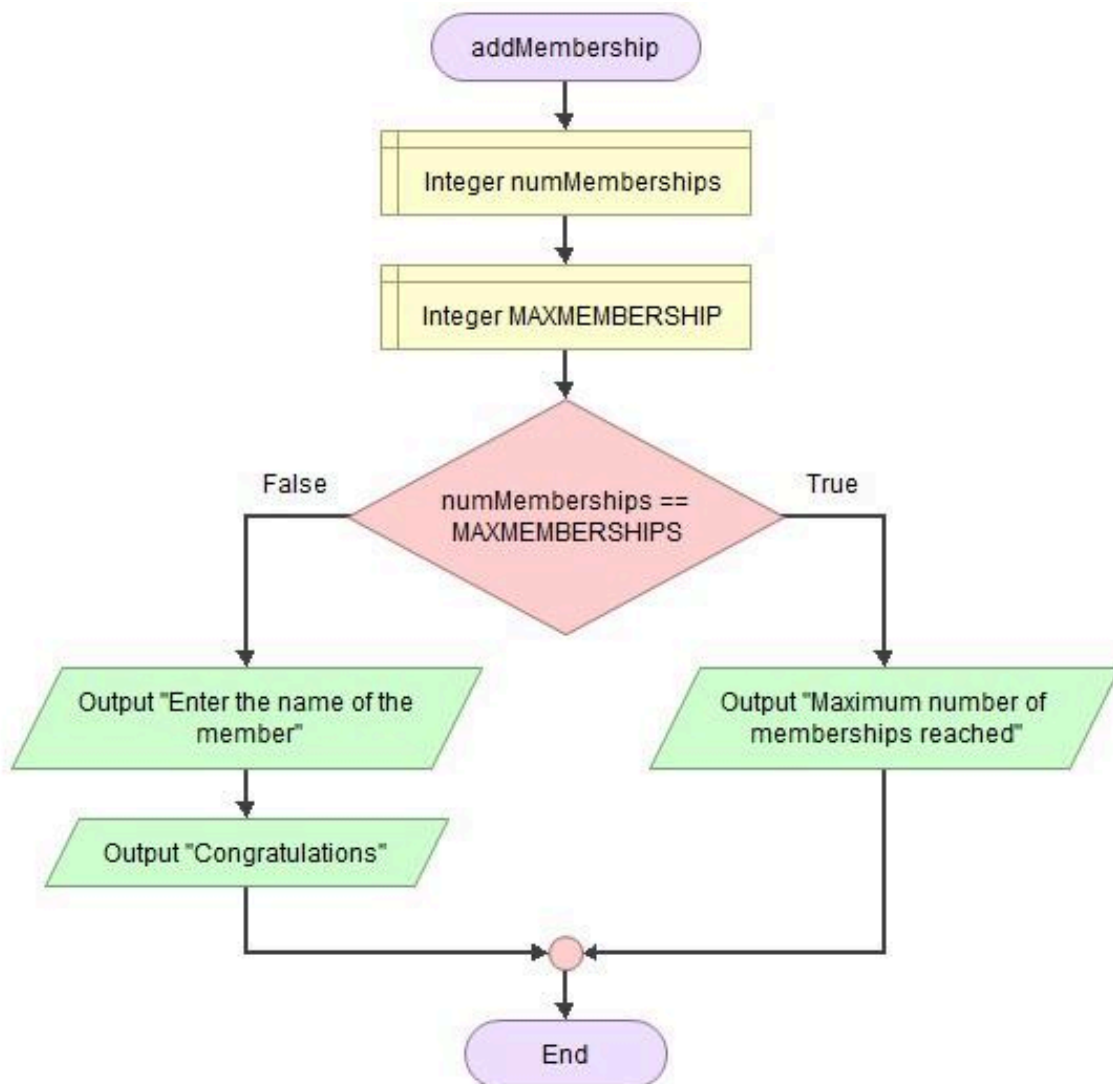 addMembership
Integer numMemberships
Integer MAXMEMBERSHIP
False
True
numMemberships ==
MAXMEMBERSHIPS
Output "Enter the name of the
member"
Output "Maximum number of
memberships reached"
Output "Congratulations"
End